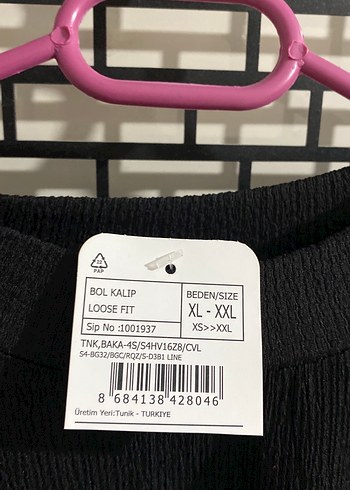 PAP
BOL KALIP
LOOSE FIT
Sip No :1001937
BEDEN/SIZE
XL - XXL
XS>>XXL
TNK,BAKA-4S/S4HV16Z8/CVL
S4-BG32/BGC/RQZ/S-D3B1 LINE
8 684138 428046
Üretim Yeri:Tunik - TURKIYE